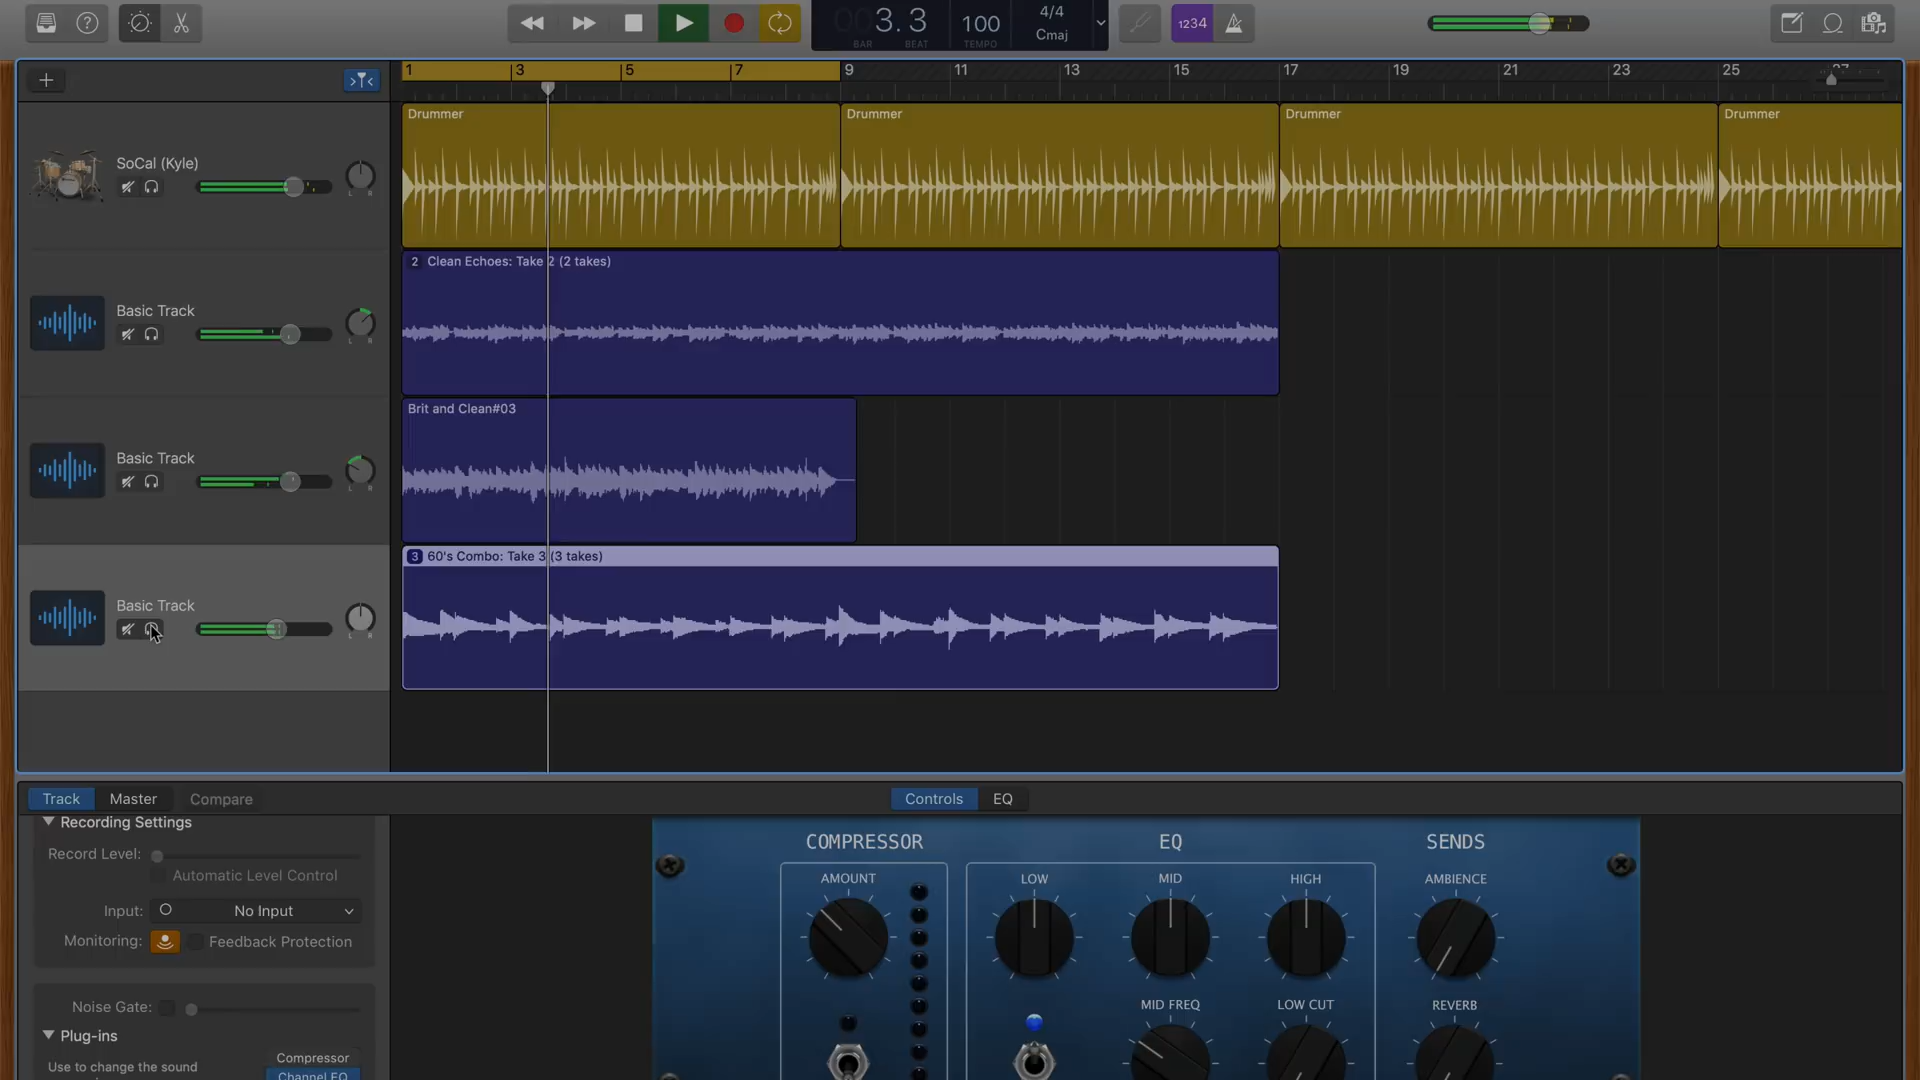 3.3
100
4/4
Cmaj
BAR
BEAT
TEMPO
1234
1
3
5
7
9
11
13
15
17
19
21
23
25
Drummer
Drummer
Drummer
Drummer
SoCal (Kyle)
L R
2 Clean Echoes: Take 2 (2 takes)
Basic Track
L R
Brit and Clean#03
Basic Track
L R
3 60's Combo: Take 3 (3 takes)
Basic Track
L R
Track
Master
Compare
Controls
EQ
Recording Settings
Record Level:
Automatic Level Control
Input:
No Input
Monitoring:
Feedback Protection
Noise Gate:
Plug-ins
Use to change the sound
Compressor
Channel EQ
COMPRESSOR
EQ
SENDS
AMOUNT
LOW
MID
HIGH
AMBIENCE
MID FREQ
LOW CUT
REVERB